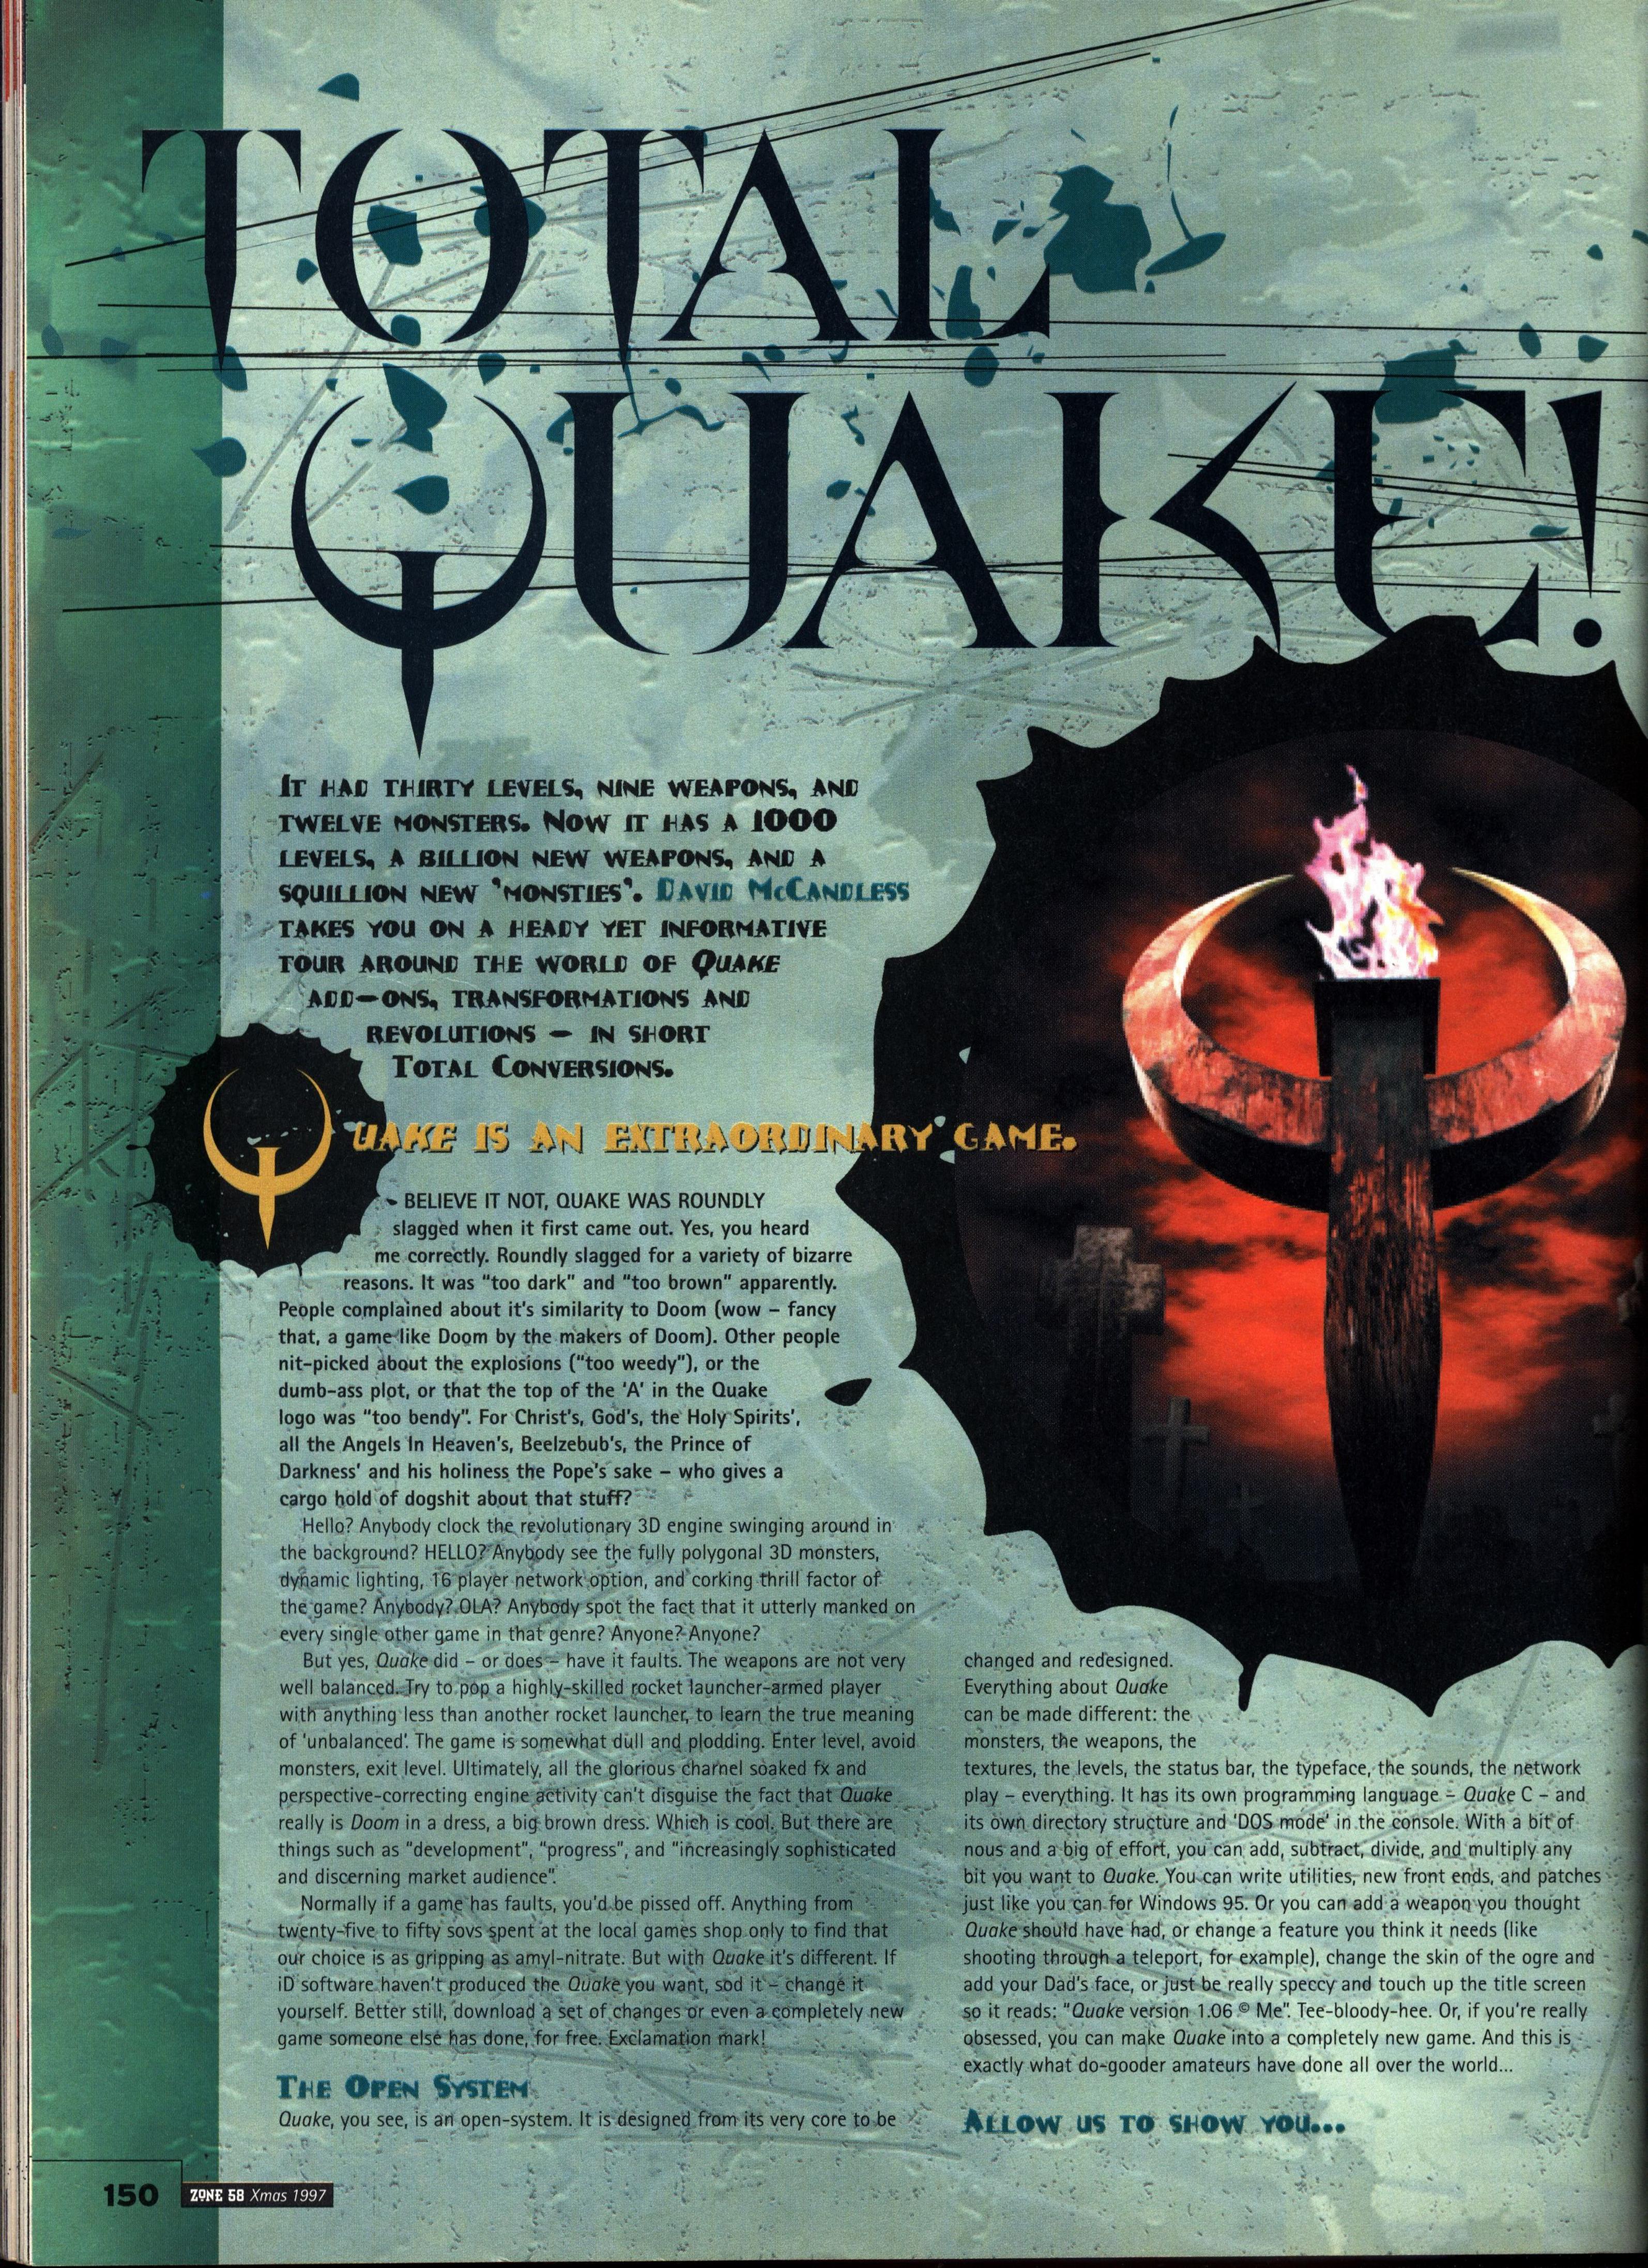 TOTAL
QUAKE!
It had thirty levels, nine weapons, and
twelve monsters. Now it has a 1000
levels, a billion new weapons, and a
squillion new 'monsties'. David McCandless
takes you on a heady yet informative
tour around the world of Quake
add-ons, transformations and
revolutions – in short
Total Conversions.
Quake is an extraordinary game.
- BELIEVE IT NOT, QUAKE WAS ROUNDLY
slagged when it first came out. Yes, you heard
me correctly. Roundly slagged for a variety of bizarre
reasons. It was "too dark" and "too brown" apparently.
People complained about it's similarity to Doom (wow – fancy
that, a game like Doom by the makers of Doom). Other people
nit-picked about the explosions ("too weedy"), or the
dumb-ass plot, or that the top of the 'A' in the Quake
logo was "too bendy". For Christ's, God's, the Holy Spirits',
all the Angels In Heaven's, Beelzebub's, the Prince of
Darkness' and his holiness the Pope's sake – who gives a
cargo hold of dogshit about that stuff?
Hello? Anybody clock the revolutionary 3D engine swinging around in
the background? HELLO? Anybody see the fully polygonal 3D monsters,
dynamic lighting, 16 player network option, and corking thrill factor of
the game? Anybody? OLA? Anybody spot the fact that it utterly manked on
every single other game in that genre? Anyone? Anyone?
But yes, Quake did – or does – have it faults. The weapons are not very
well balanced. Try to pop a highly-skilled rocket launcher-armed player
with anything less than another rocket launcher, to learn the true meaning
of 'unbalanced'. The game is somewhat dull and plodding. Enter level, avoid
monsters, exit level. Ultimately, all the glorious charnel soaked fx and
perspective-correcting engine activity can't disguise the fact that Quake
really is Doom in a dress, a big brown dress. Which is cool. But there are
things such as "development", "progress", and "increasingly sophisticated
and discerning market audience".
Normally if a game has faults, you'd be pissed off. Anything from
twenty-five to fifty sovs spent at the local games shop only to find that
our choice is as gripping as amyl-nitrate. But with Quake it's different. If
iD software haven't produced the Quake you want, sod it – change it
yourself. Better still, download a set of changes or even a completely new
game someone else has done, for free. Exclamation mark!
The Open System
Quake, you see, is an open-system. It is designed from its very core to be
changed and redesigned.
Everything about Quake
can be made different: the
monsters, the weapons, the
textures, the levels, the status bar, the typeface, the sounds, the network
play – everything. It has its own programming language – Quake C – and
its own directory structure and 'DOS mode' in the console. With a bit of
nous and a big of effort, you can add, subtract, divide, and multiply any
bit you want to Quake. You can write utilities, new front ends, and patches
just like you can for Windows 95. Or you can add a weapon you thought
Quake should have had, or change a feature you think it needs (like
shooting through a teleport, for example), change the skin of the ogre and
add your Dad's face, or just be really speccy and touch up the title screen
so it reads: "Quake version 1.06 © Me". Tee-bloody-hee. Or, if you're really
obsessed, you can make Quake into a completely new game. And this is
exactly what do-gooder amateurs have done all over the world...
Allow us to show you...
150 ZONE 58 Xmas 1997